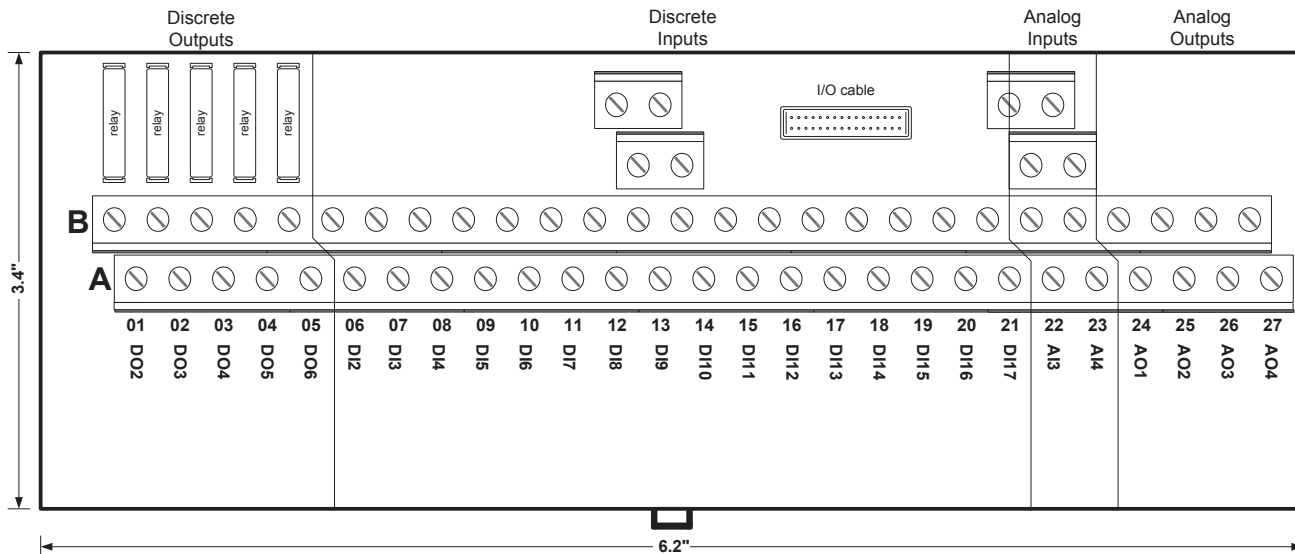 Discrete
Outputs
Discrete
Inputs
Analog
Inputs
Analog
Outputs
relay
relay
relay
relay
relay
I/O cable
B
A
3.4"
01 02 03 04 05 06 07 08 09 10 11 12 13 14 15 16 17 18 19 20 21 22 23 24 25 26 27
DO2 DO3 DO4 DO5 DO6 DI2 DI3 DI4 DI5 DI6 DI7 DI8 DI9 DI10 DI11 DI12 DI13 DI14 DI15 DI16 DI17 AI3 AI4 AO1 AO2 AO3 AO4
6.2"